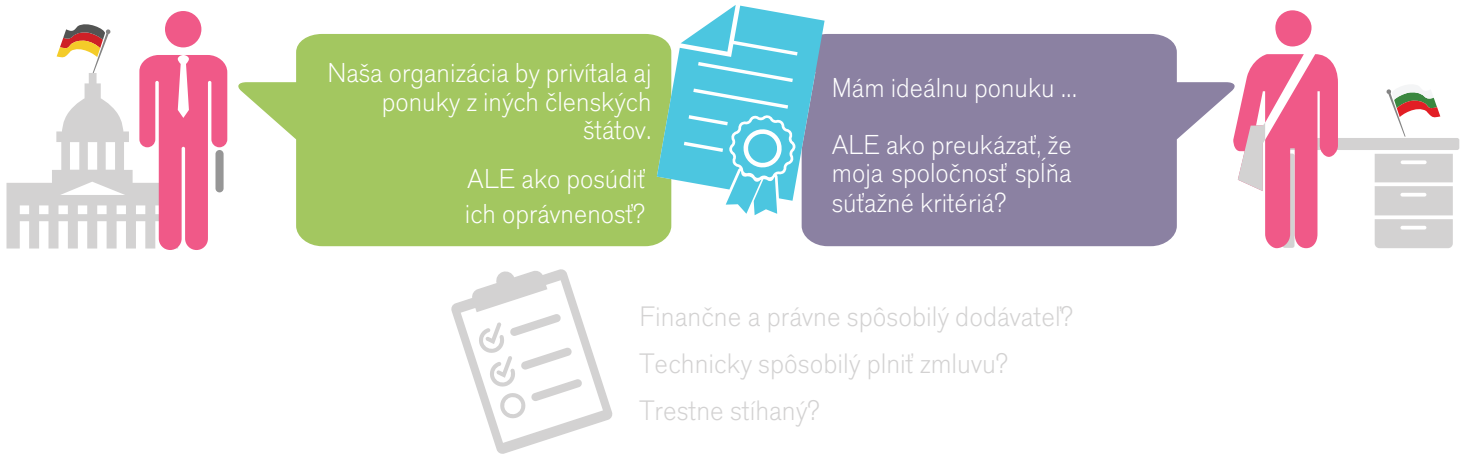 Naša organizácia by privítala aj
ponuky z iných členských
štátov.
ALE ako posúdiť
ich oprávnenosť?
Mám ideálnu ponuku ...
ALE ako preukázať, že
moja spoločnosť spĺňa
súťažné kritériá?
Finančne a právne spôsobilý dodávateľ?
Technicky spôsobilý plniť zmluvu?
Trestne stíhaný?